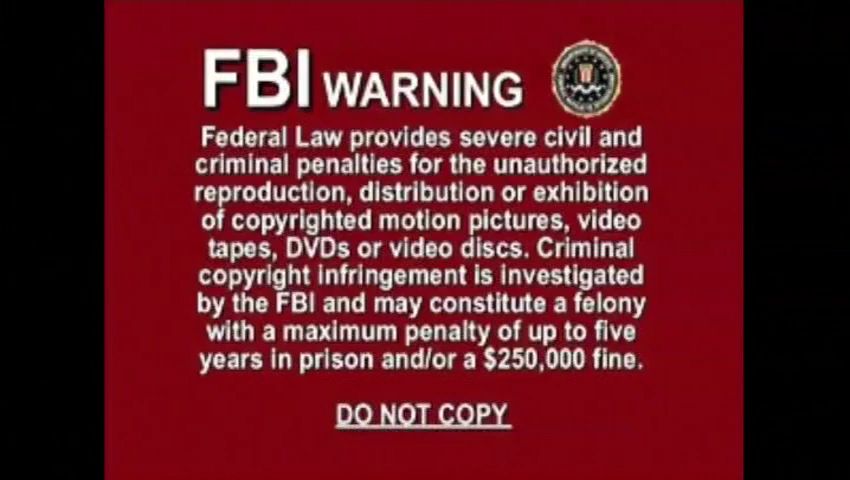 FBI WARNING
Federal Law provides severe civil and
criminal penalties for the unauthorized
reproduction, distribution or exhibition
of copyrighted motion pictures, video
tapes, DVDs or video discs. Criminal
copyright infringement is investigated
by the FBI and may constitute a felony
with a maximum penalty of up to five
years in prison and/or a $250,000 fine.
DO NOT COPY